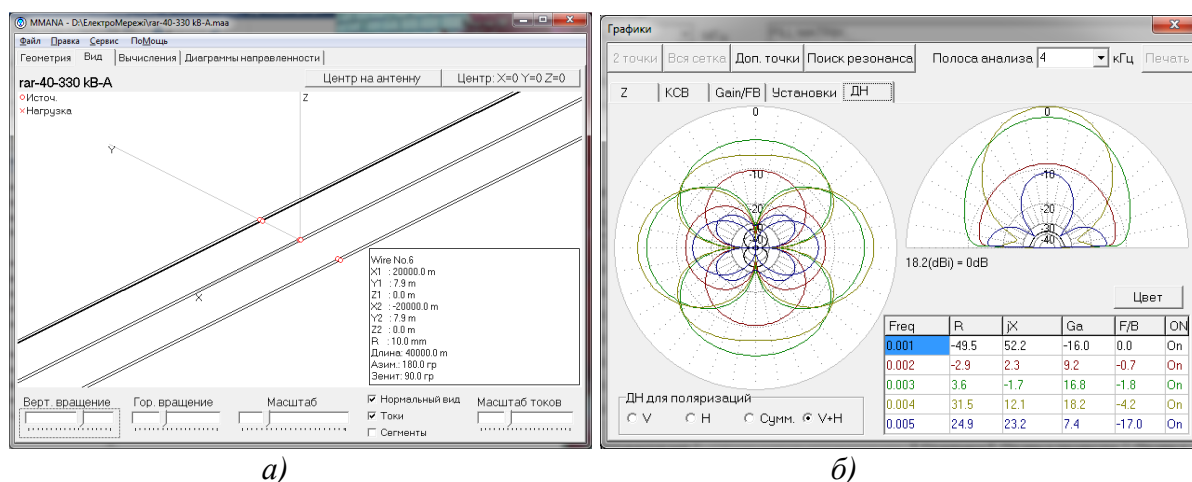 MMANA - D:\ЕлектроМережі\rar-40-330 kB-A.maa
Файл Правка Сервис ПоМощь
Геометрия Вид Вычисления Диаграммы направленности
rar-40-330 kB-A
Центр на антенну Центр: X=0 Y=0 Z=0
Источ.
Нагрузка
Z
Y
X
Wire No.6
X1 : 20000.0 m
Y1 : 7.9 m
Z1 : 0.0 m
X2 : -20000.0 m
Y2 : 7.9 m
Z2 : 0.0 m
R : 10.0 mm
Длина: 40000.0 m
Азим.: 180.0 гр
Зенит: 90.0 гр
Верт. вращение Гор. вращение Масштаб
Нормальный вид
Токи
Сегменты
Масштаб токов
а)
Графики
2 точки Вся сетка Доп. точки Поиск резонанса Полоса анализа 4 кГц Печать
Z КСВ Gain/FB Установки ДН
0
-10
-20
-30
-40
0
-10
-20
-30
-40
18.2(dBi) = 0dB
Цвет
Freq R jX Ga F/B ON
0.001 -49.5 52.2 -16.0 0.0 On
0.002 -2.9 2.3 9.2 -0.7 On
0.003 3.6 -1.7 16.8 -1.8 On
0.004 31.5 12.1 18.2 -4.2 On
0.005 24.9 23.2 7.4 -17.0 On
ДН для поляризаций
V H Сумм. V+H
б)